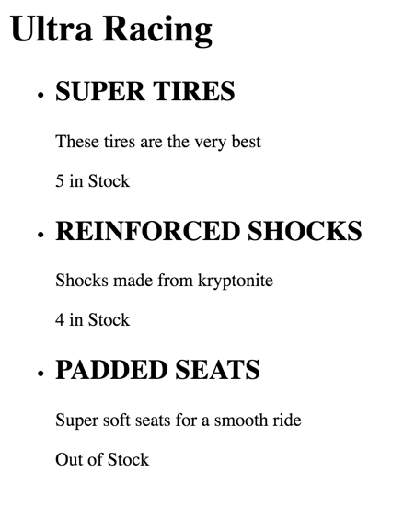 Ultra Racing
SUPER TIRES
These tires are the very best
5 in Stock
REINFORCED SHOCKS
Shocks made from kryptonite
4 in Stock
PADDED SEATS
Super soft seats for a smooth ride
Out of Stock